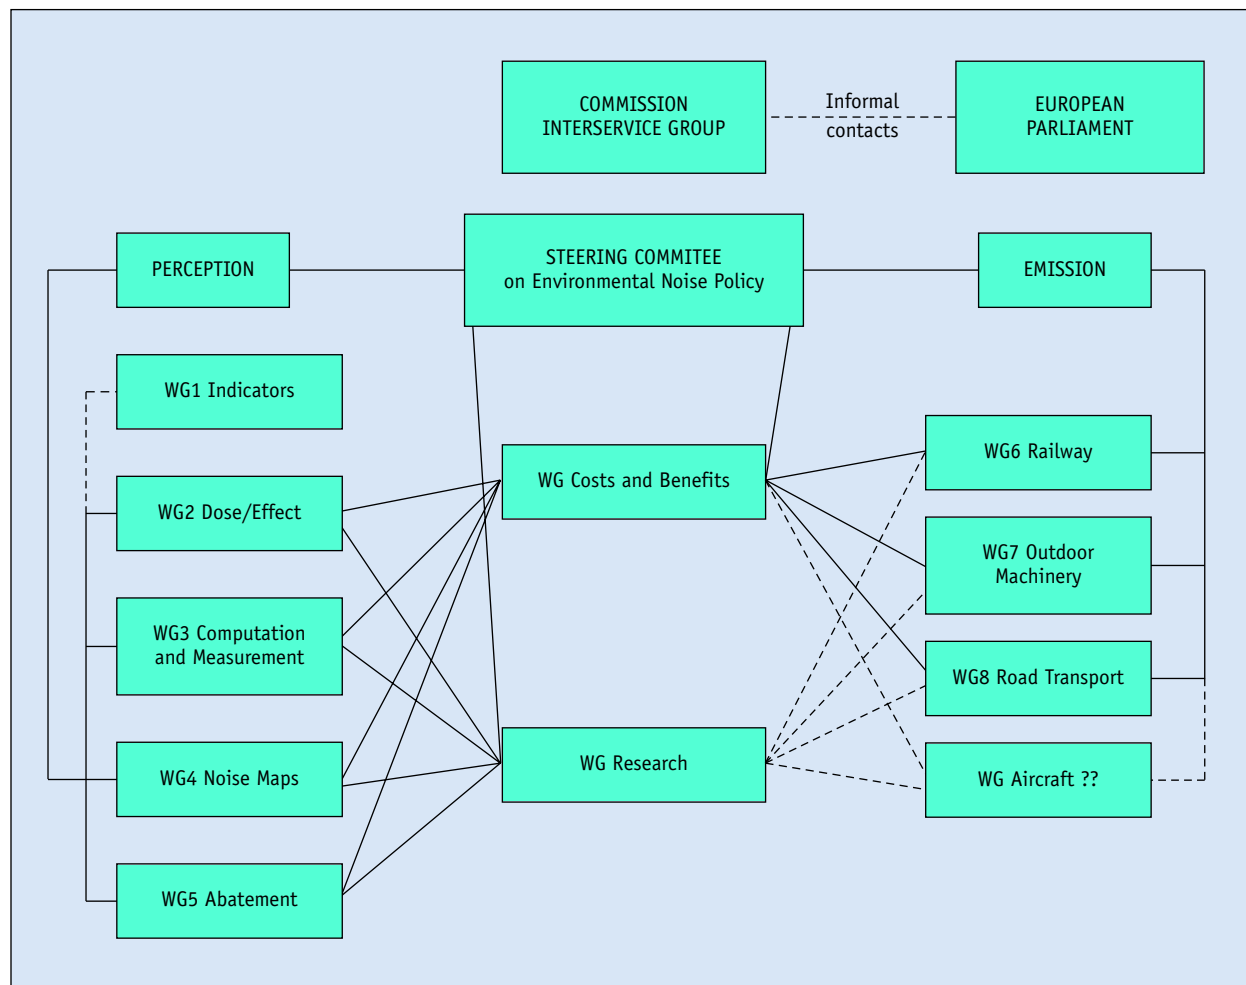 COMMISSION
INTERSERVICE GROUP
Informal
contacts
EUROPEAN
PARLIAMENT
PERCEPTION
STEERING COMMITEE
on Environmental Noise Policy
EMISSION
WG1 Indicators
WG2 Dose/Effect
WG3 Computation
and Measurement
WG4 Noise Maps
WG5 Abatement
WG Costs and Benefits
WG Research
WG6 Railway
WG7 Outdoor
Machinery
WG8 Road Transport
WG Aircraft ??